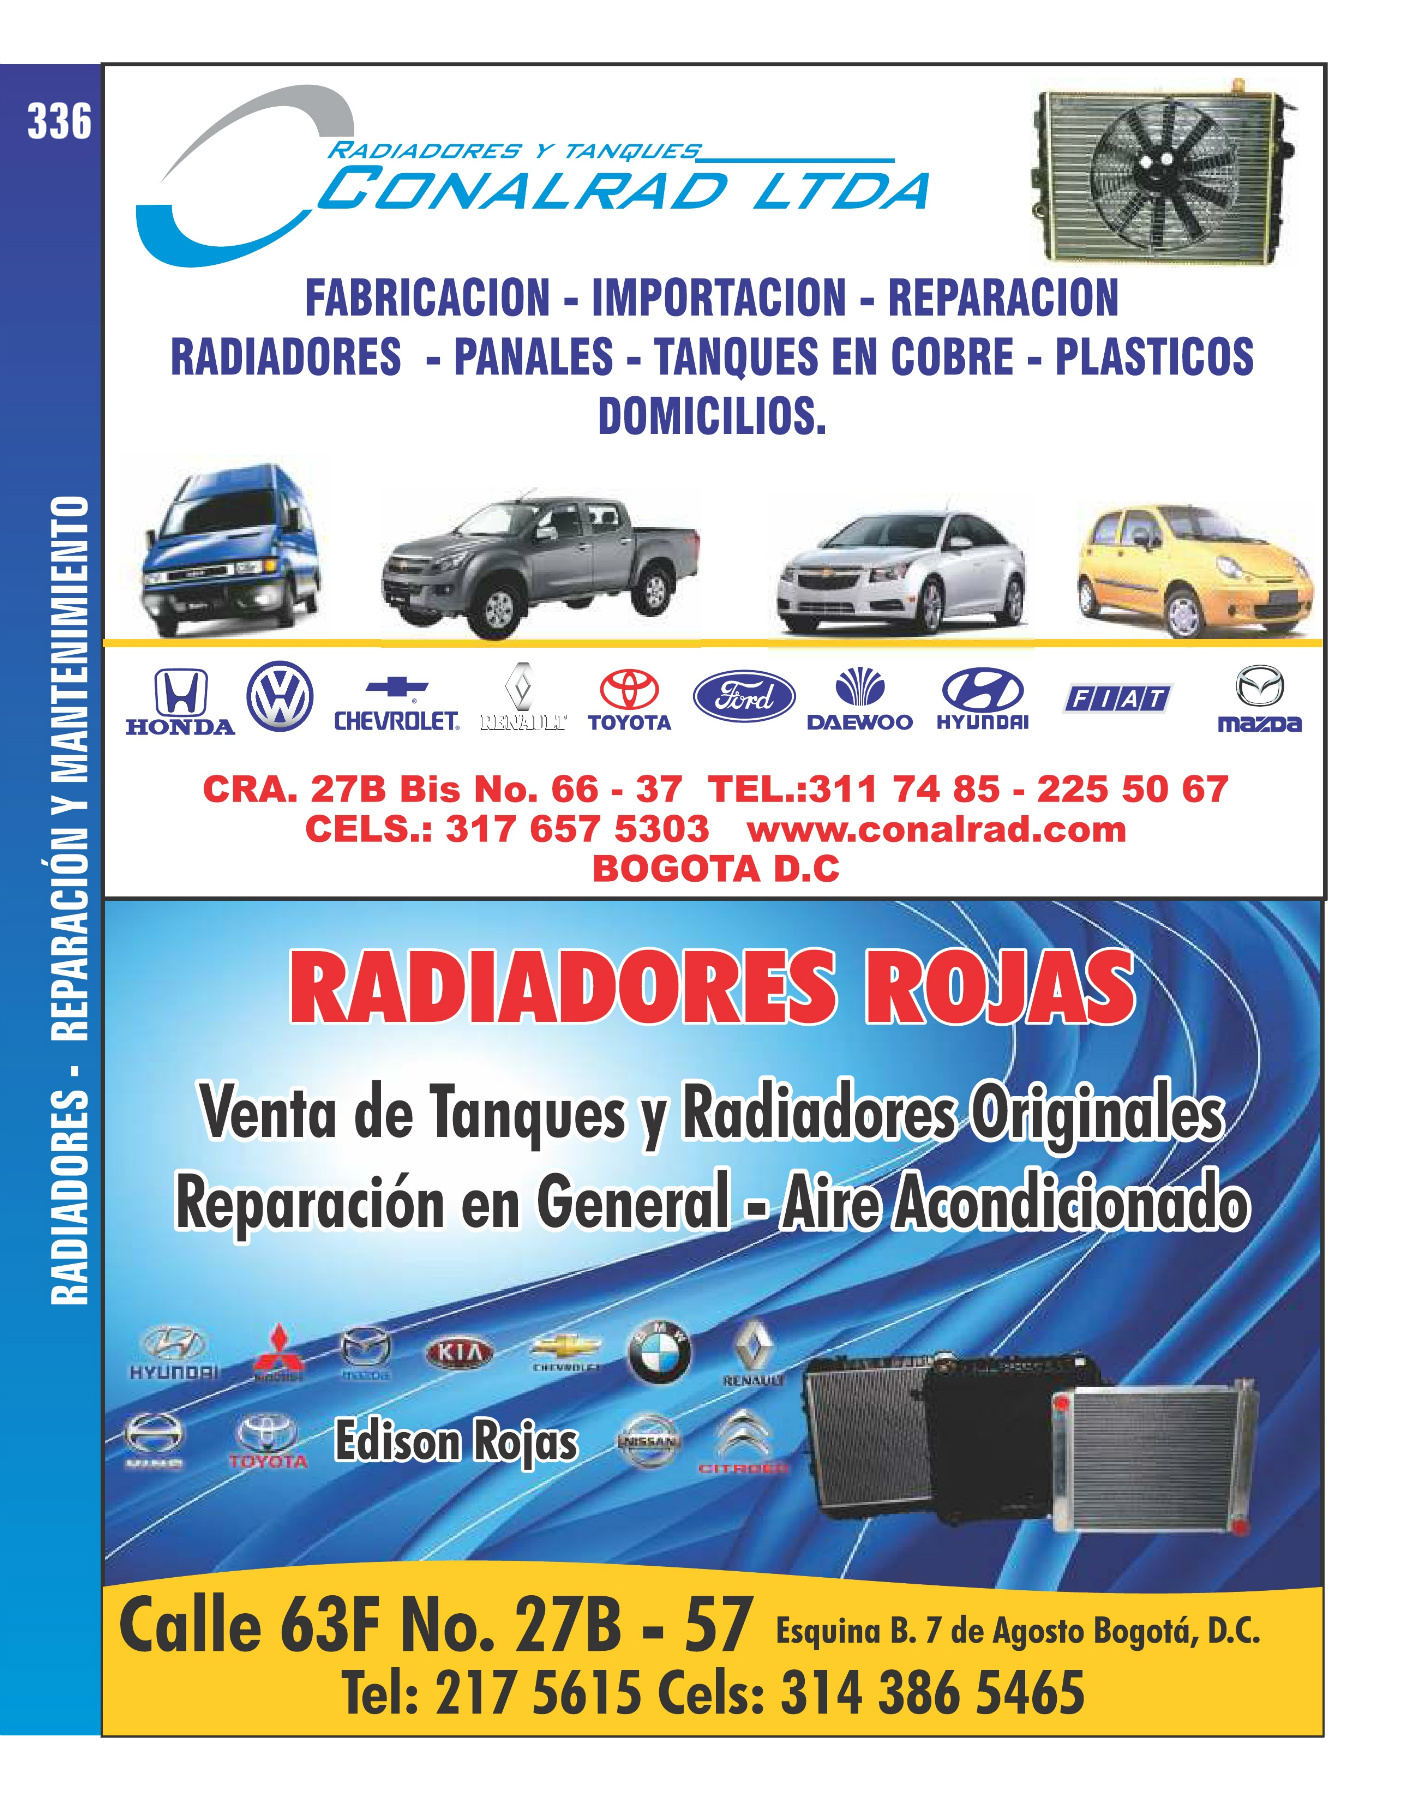 336
RADIADORES - REPARACIÓN Y MANTENIMIENTO
RADIADORES Y TANQUES
CONALRAD LTDA
FABRICACION - IMPORTACION - REPARACION
RADIADORES - PANALES - TANQUES EN COBRE - PLASTICOS
DOMICILIOS.
HONDA CHEVROLET RENAULT TOYOTA Ford DAEWOO HYUNDAI FIAT mazda
CRA. 27B Bis No. 66 - 37 TEL.:311 74 85 - 225 50 67
CELS.: 317 657 5303 www.conalrad.com
BOGOTA D.C
RADIADORES ROJAS
Venta de Tanques y Radiadores Originales
Reparación en General - Aire Acondicionado
HYUNDAI mazda KIA CHEVROLET BMW RENAULT
TOYOTA Edison Rojas NISSAN CITROËN
Calle 63F No. 27B - 57 Esquina B. 7 de Agosto Bogotá, D.C.
Tel: 217 5615 Cels: 314 386 5465